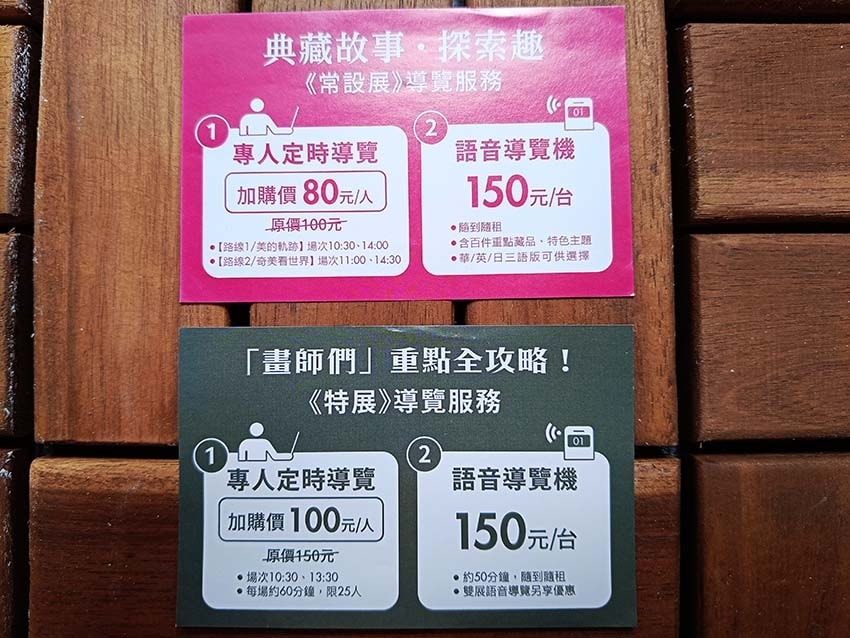 典藏故事・探索趣
《常設展》導覽服務
1
專人定時導覽
加購價 80元/人
原價100元
•【路線1/美的軌跡】場次10:30、14:00
•【路線2/奇美看世界】場次11:00、14:30
01
2
語音導覽機
150元/台
•隨到隨租
•含百件重點藏品、特色主題
•華/英/日三語版可供選擇
「畫師們」重點全攻略！
《特展》導覽服務
1
專人定時導覽
加購價 100元/人
原價150元
•場次10:30、13:30
•每場約60分鐘，限25人
01
2
語音導覽機
150元/台
•約50分鐘，隨到隨租
•雙展語音導覽另享優惠